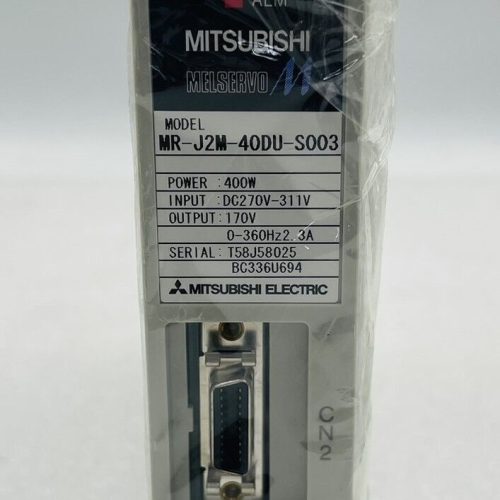 ALM
MITSUBISHI
MELSERVO
MODEL
MR-J2M-40DU-S003
POWER :400W
INPUT :DC270V-311V
OUTPUT:170V
0-360Hz2.3A
SERIAL:T58J58025
BC336U694
MITSUBISHI ELECTRIC
CN2